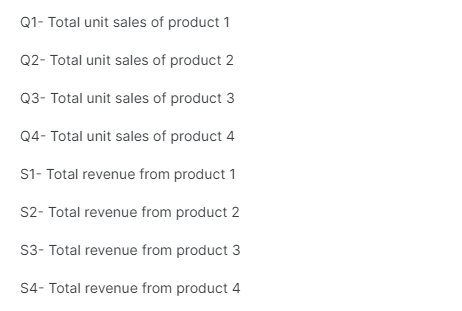 Q1- Total unit sales of product 1
Q2- Total unit sales of product 2
Q3- Total unit sales of product 3
Q4- Total unit sales of product 4
S1- Total revenue from product 1
S2- Total revenue from product 2
S3- Total revenue from product 3
S4- Total revenue from product 4